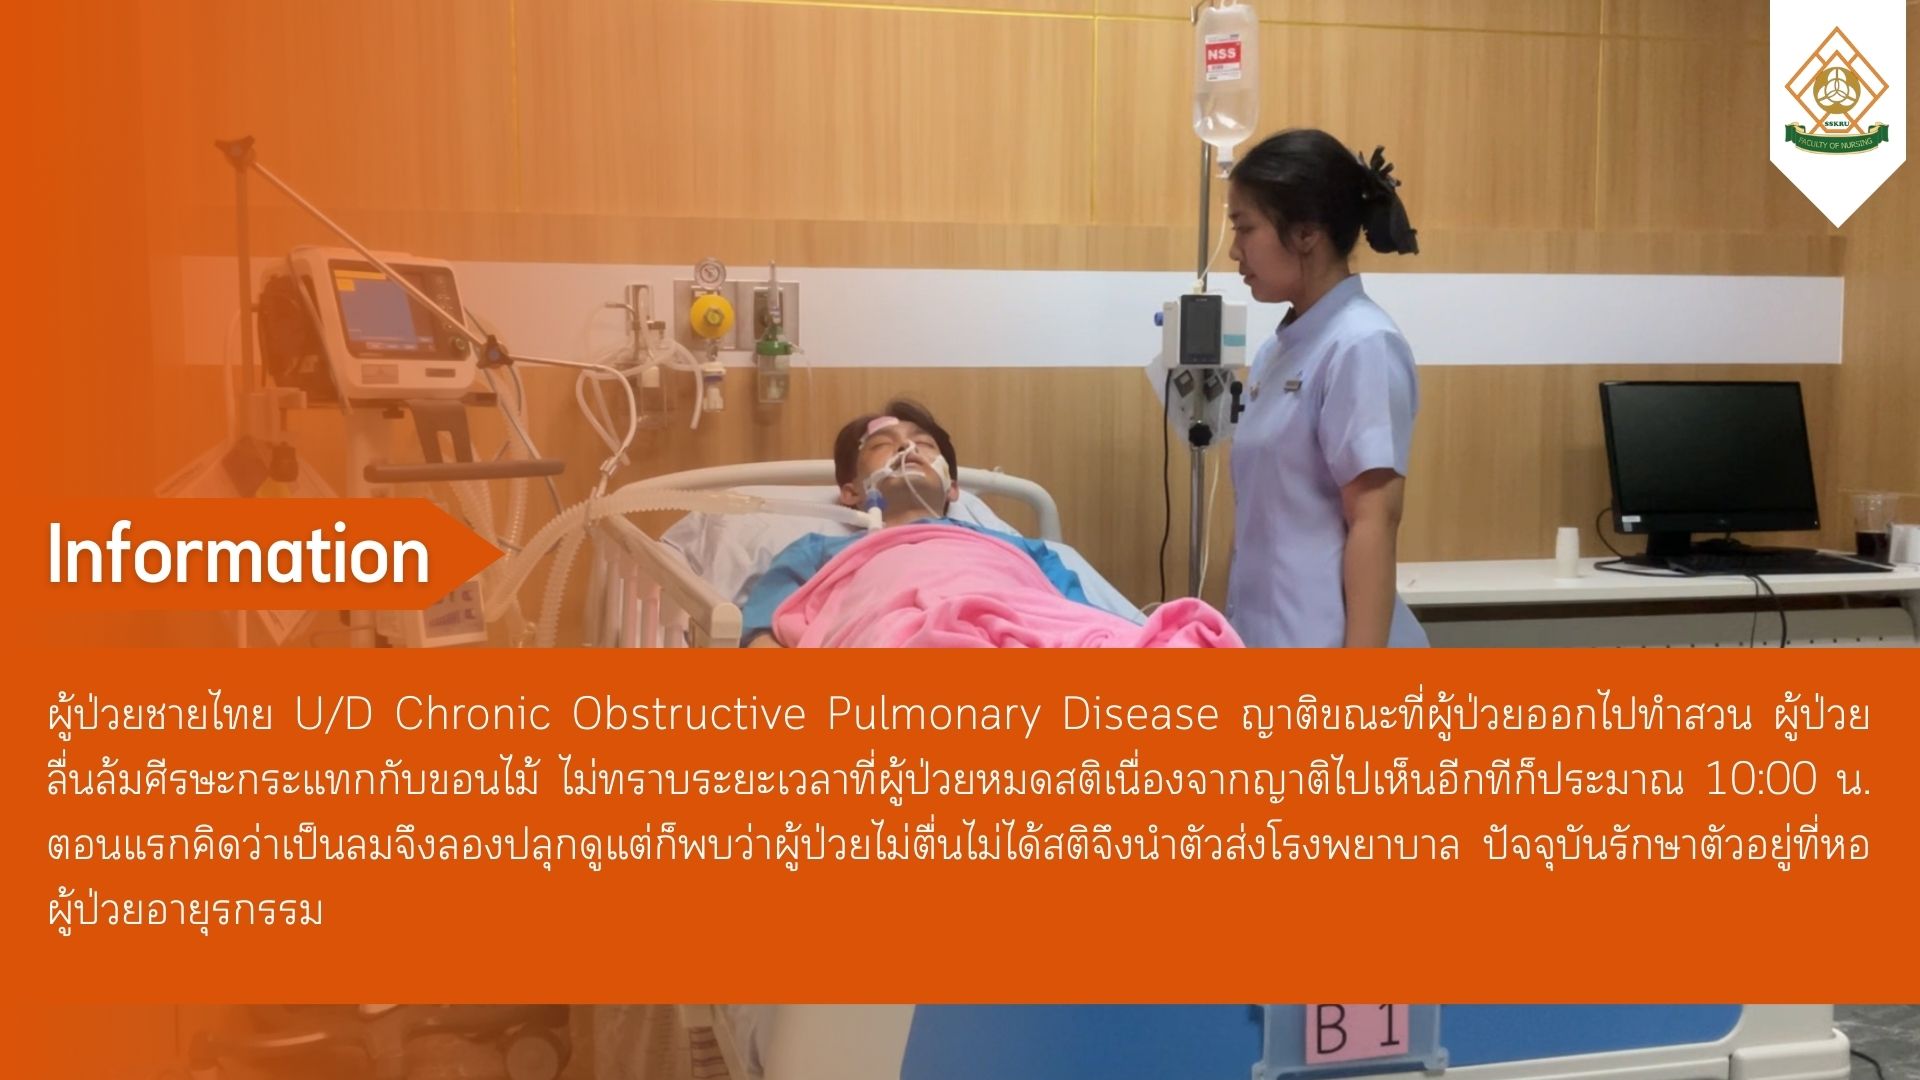 NSS
SSKRU
FACULTY OF NURSING
Information
ผู้ป่วยชายไทย U/D Chronic Obstructive Pulmonary Disease ญาติขณะที่ผู้ป่วยออกไปทำสวน ผู้ป่วย
ลื่นล้มศีรษะกระแทกกับขอนไม้ ไม่ทราบระยะเวลาที่ผู้ป่วยหมดสติเนื่องจากญาติไปเห็นอีกทีก็ประมาณ 10:00 น.
ตอนแรกคิดว่าเป็นลมจึงลองปลุกดูแต่ก็พบว่าผู้ป่วยไม่ตื่นไม่ได้สติจึงนำตัวส่งโรงพยาบาล ปัจจุบันรักษาตัวอยู่ที่หอ
ผู้ป่วยอายุรกรรม
B 1